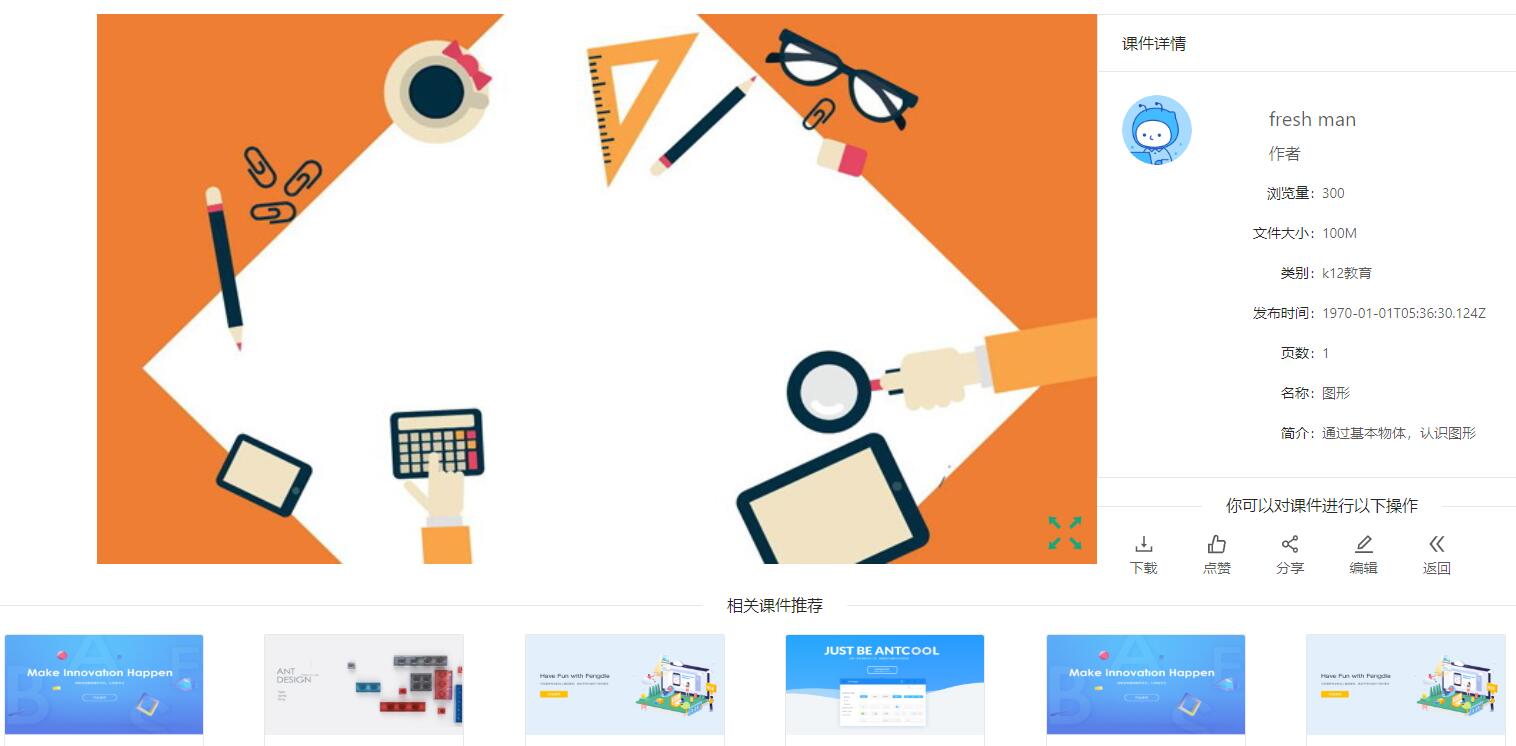 课件详情
fresh man
作者
浏览量：300
文件大小：100M
类别：k12教育
发布时间：1970-01-01T05:36:30.124Z
页数：1
名称：图形
简介：通过基本物体，认识图形
你可以对课件进行以下操作
下载 点赞 分享 编辑 返回
相关课件推荐
Make Innovation Happen
ANT
DESIGN
Have Fun with Fengdie
JUST BE ANTCOOL
Make Innovation Happen
Have Fun with Fengdie